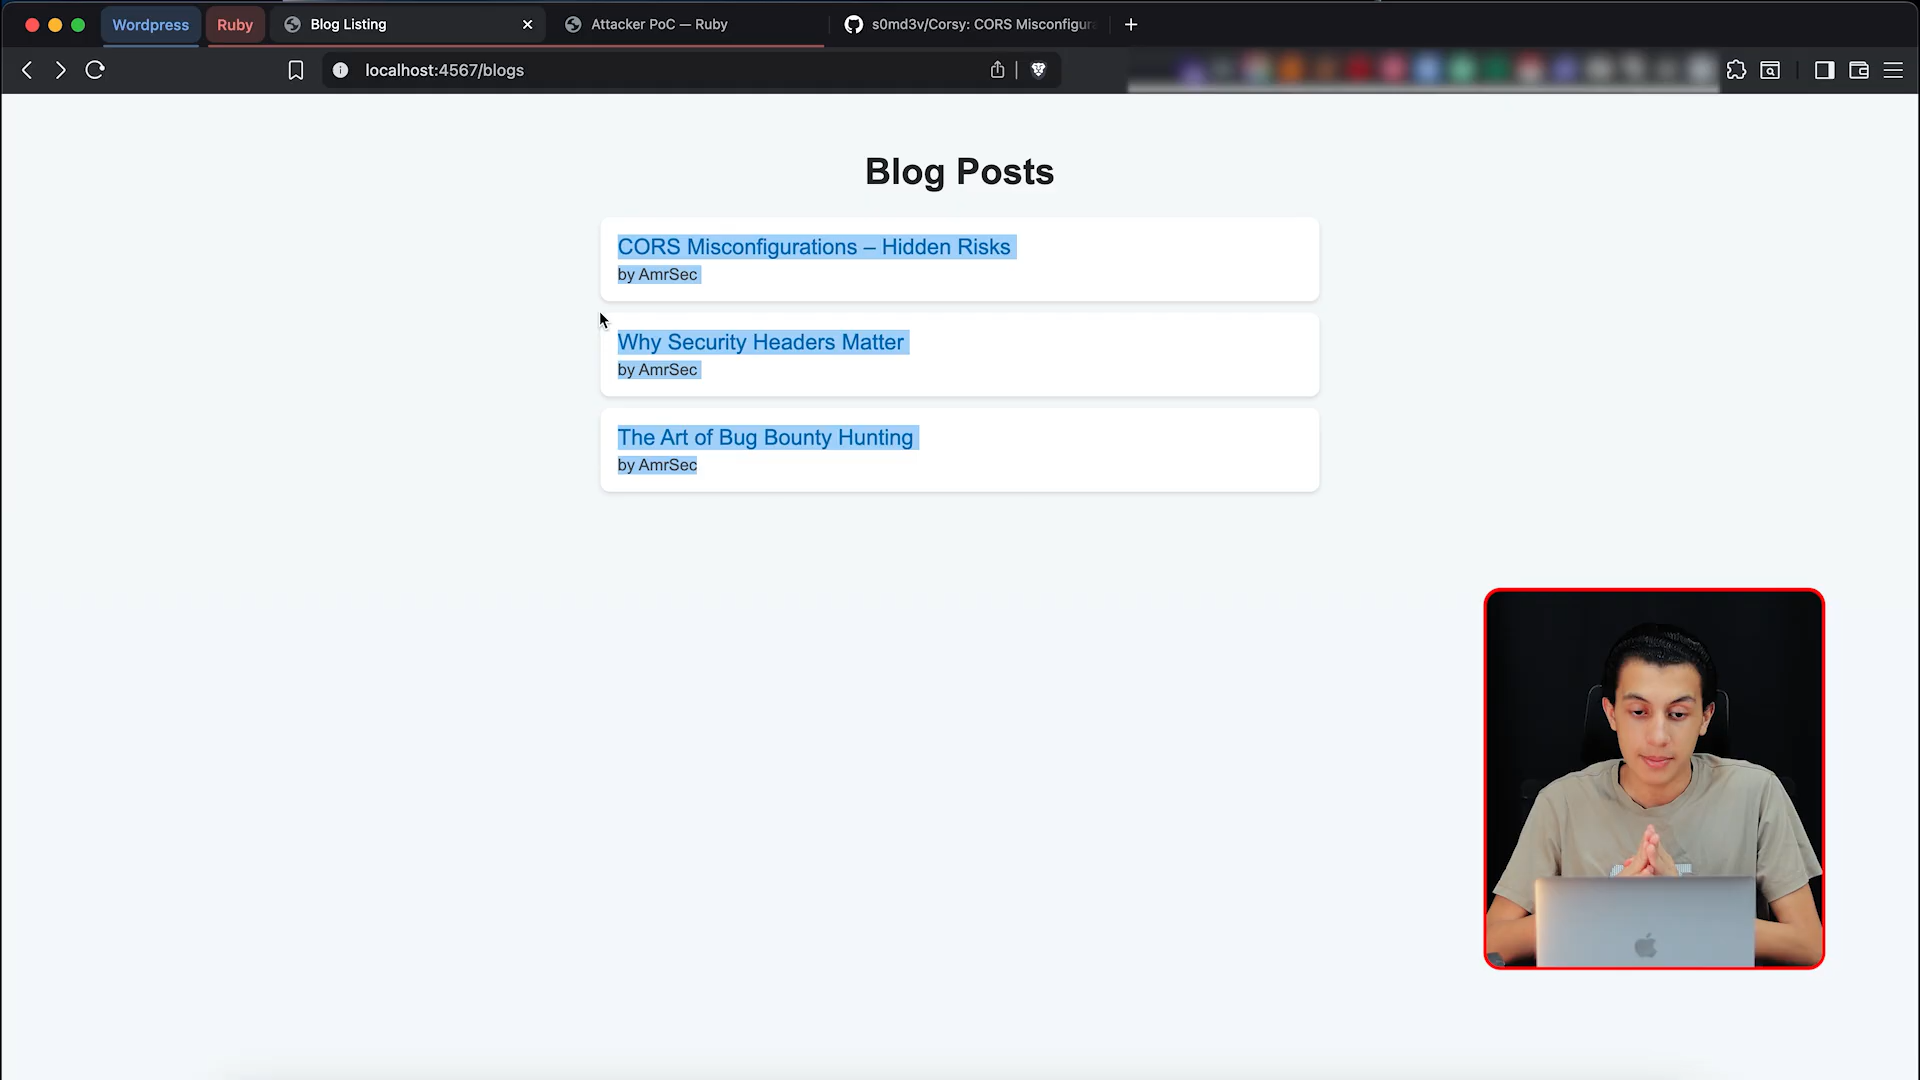 Wordpress
Ruby
Blog Listing
Attacker PoC — Ruby
s0md3v/Corsy: CORS Misconfigur
localhost:4567/blogs
Blog Posts
CORS Misconfigurations – Hidden Risks
by AmrSec
Why Security Headers Matter
by AmrSec
The Art of Bug Bounty Hunting
by AmrSec